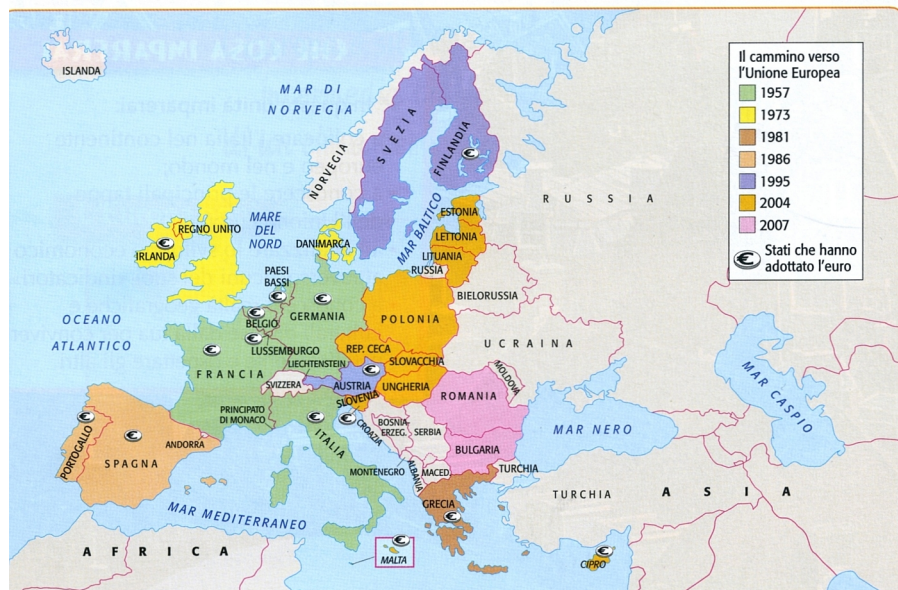 CHE COSA IMPARERAI
Il cammino verso
l'Unione Europea
1957
1973
1981
1986
1995
2004
2007
Stati che hanno
adottato l'euro
ISLANDA
MAR DI
NORVEGIA
NORVEGIA
SVEZIA
FINLANDIA
RUSSIA
MAR BALTICO
ESTONIA
LETTONIA
LITUANIA
RUSSIA
REGNO UNITO
IRLANDA
MARE
DEL
NORD
DANIMARCA
PAESI
BASSI
BELGIO
GERMANIA
POLONIA
BIELORUSSIA
OCEANO
ATLANTICO
LUSSEMBURGO
LIECHTENSTEIN
REP. CECA
SLOVACCHIA
UCRAINA
MOLDOVA
FRANCIA
SVIZZERA
AUSTRIA
UNGHERIA
SLOVENIA
ROMANIA
MAR CASPIO
PRINCIPATO
DI MONACO
ITALIA
CROAZIA
BOSNIA-
ERZEG.
SERBIA
MAR NERO
ANDORRA
PORTOGALLO
SPAGNA
BULGARIA
MONTENEGRO
ALBANIA
MACED.
TURCHIA
GRECIA
TURCHIA
ASIA
MAR MEDITERRANEO
AFRICA
MALTA
CIPRO